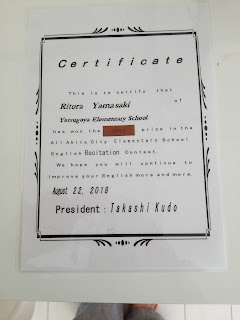 Certificate
This is to certify that
Ritora Yamasaki of
Yotsugoya Elementary School
has won the prize in the
All Akita City Elementary School
English Recitation Contest.
We hope you will continue to
improve your English more and more.
August 22, 2018
President : Takashi Kudo